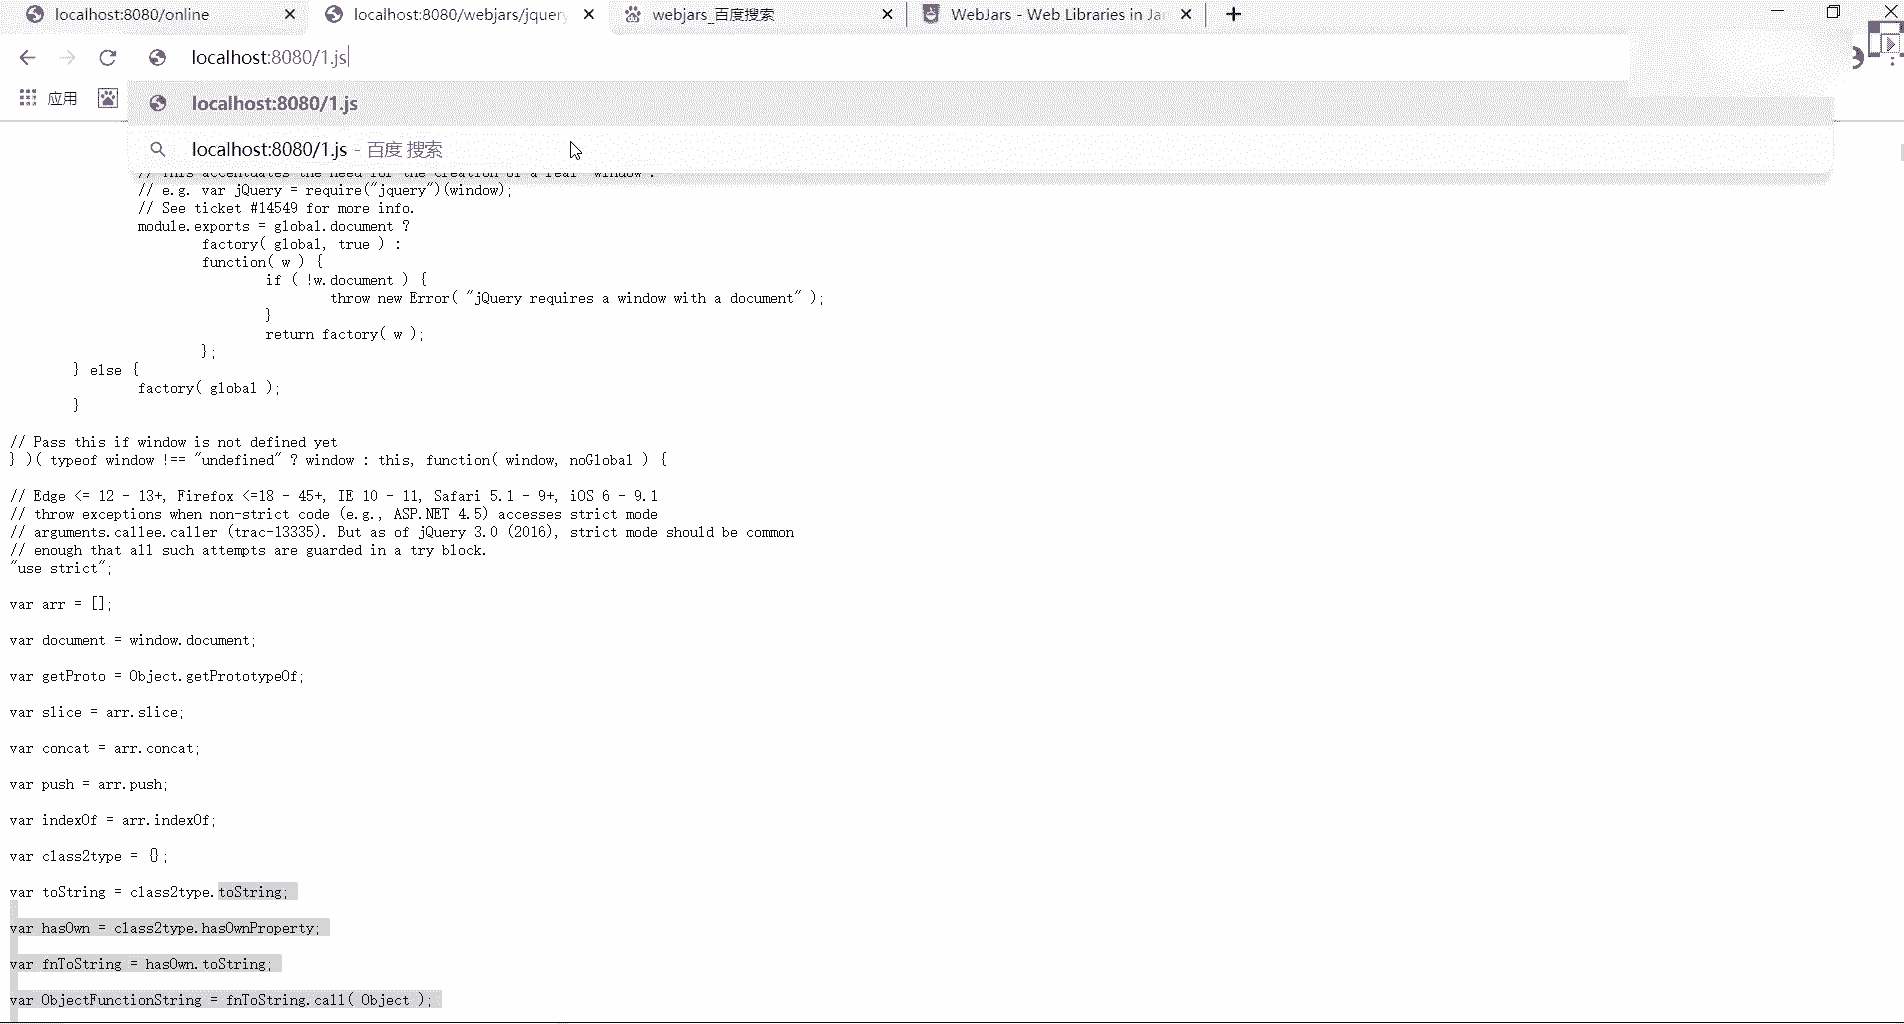 localhost:8080/online
localhost:8080/webjars/jquery
webjars_百度搜索
WebJars - Web Libraries in Ja
localhost:8080/1.js
应用
localhost:8080/1.js
localhost:8080/1.js - 百度 搜索
// This accentuates the need for the creation of a real "window".
// e.g. var jQuery = require("jquery")(window);
// See ticket #14549 for more info.
module.exports = global.document ?
factory( global, true ) :
function( w ) {
if ( !w.document ) {
throw new Error( "jQuery requires a window with a document" );
}
return factory( w );
};
} else {
factory( global );
}
// Pass this if window is not defined yet
} )( typeof window !== "undefined" ? window : this, function( window, noGlobal ) {
// Edge <= 12 - 13+, Firefox <=18 - 45+, IE 10 - 11, Safari 5.1 - 9+, iOS 6 - 9.1
// throw exceptions when non-strict code (e.g., ASP.NET 4.5) accesses strict mode
// arguments.callee.caller (trac-13335). But as of jQuery 3.0 (2016), strict mode should be common
// enough that all such attempts are guarded in a try block.
"use strict";
var arr = [];
var document = window.document;
var getProto = Object.getPrototypeOf;
var slice = arr.slice;
var concat = arr.concat;
var push = arr.push;
var indexOf = arr.indexOf;
var class2type = {};
var toString = class2type.toString;
var hasOwn = class2type.hasOwnProperty;
var fnToString = hasOwn.toString;
var ObjectFunctionString = fnToString.call( Object );